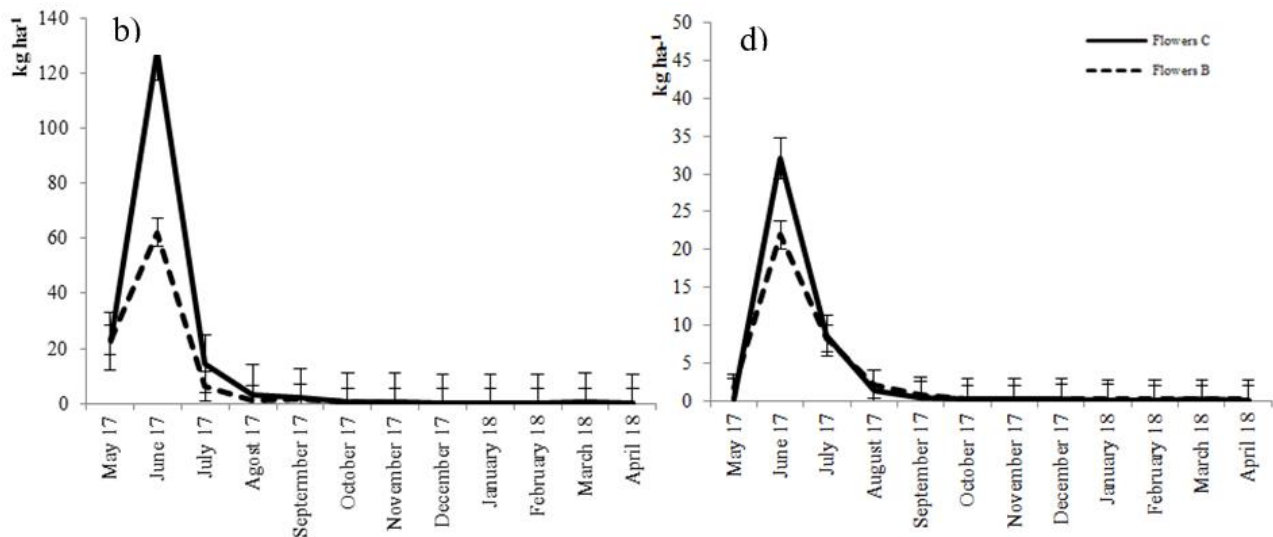 b)
kg ha-1
140
120
100
80
60
40
20
0
May 17
June 17
July 17
Agost 17
Septermber 17
October 17
November 17
December 17
January 18
February 18
March 18
April 18
d)
kg ha-1
50
45
40
35
30
25
20
15
10
5
0
Flowers C
Flowers B
May 17
June 17
July 17
August 17
September 17
October 17
November 17
December 17
January 18
February 18
March 18
April 18